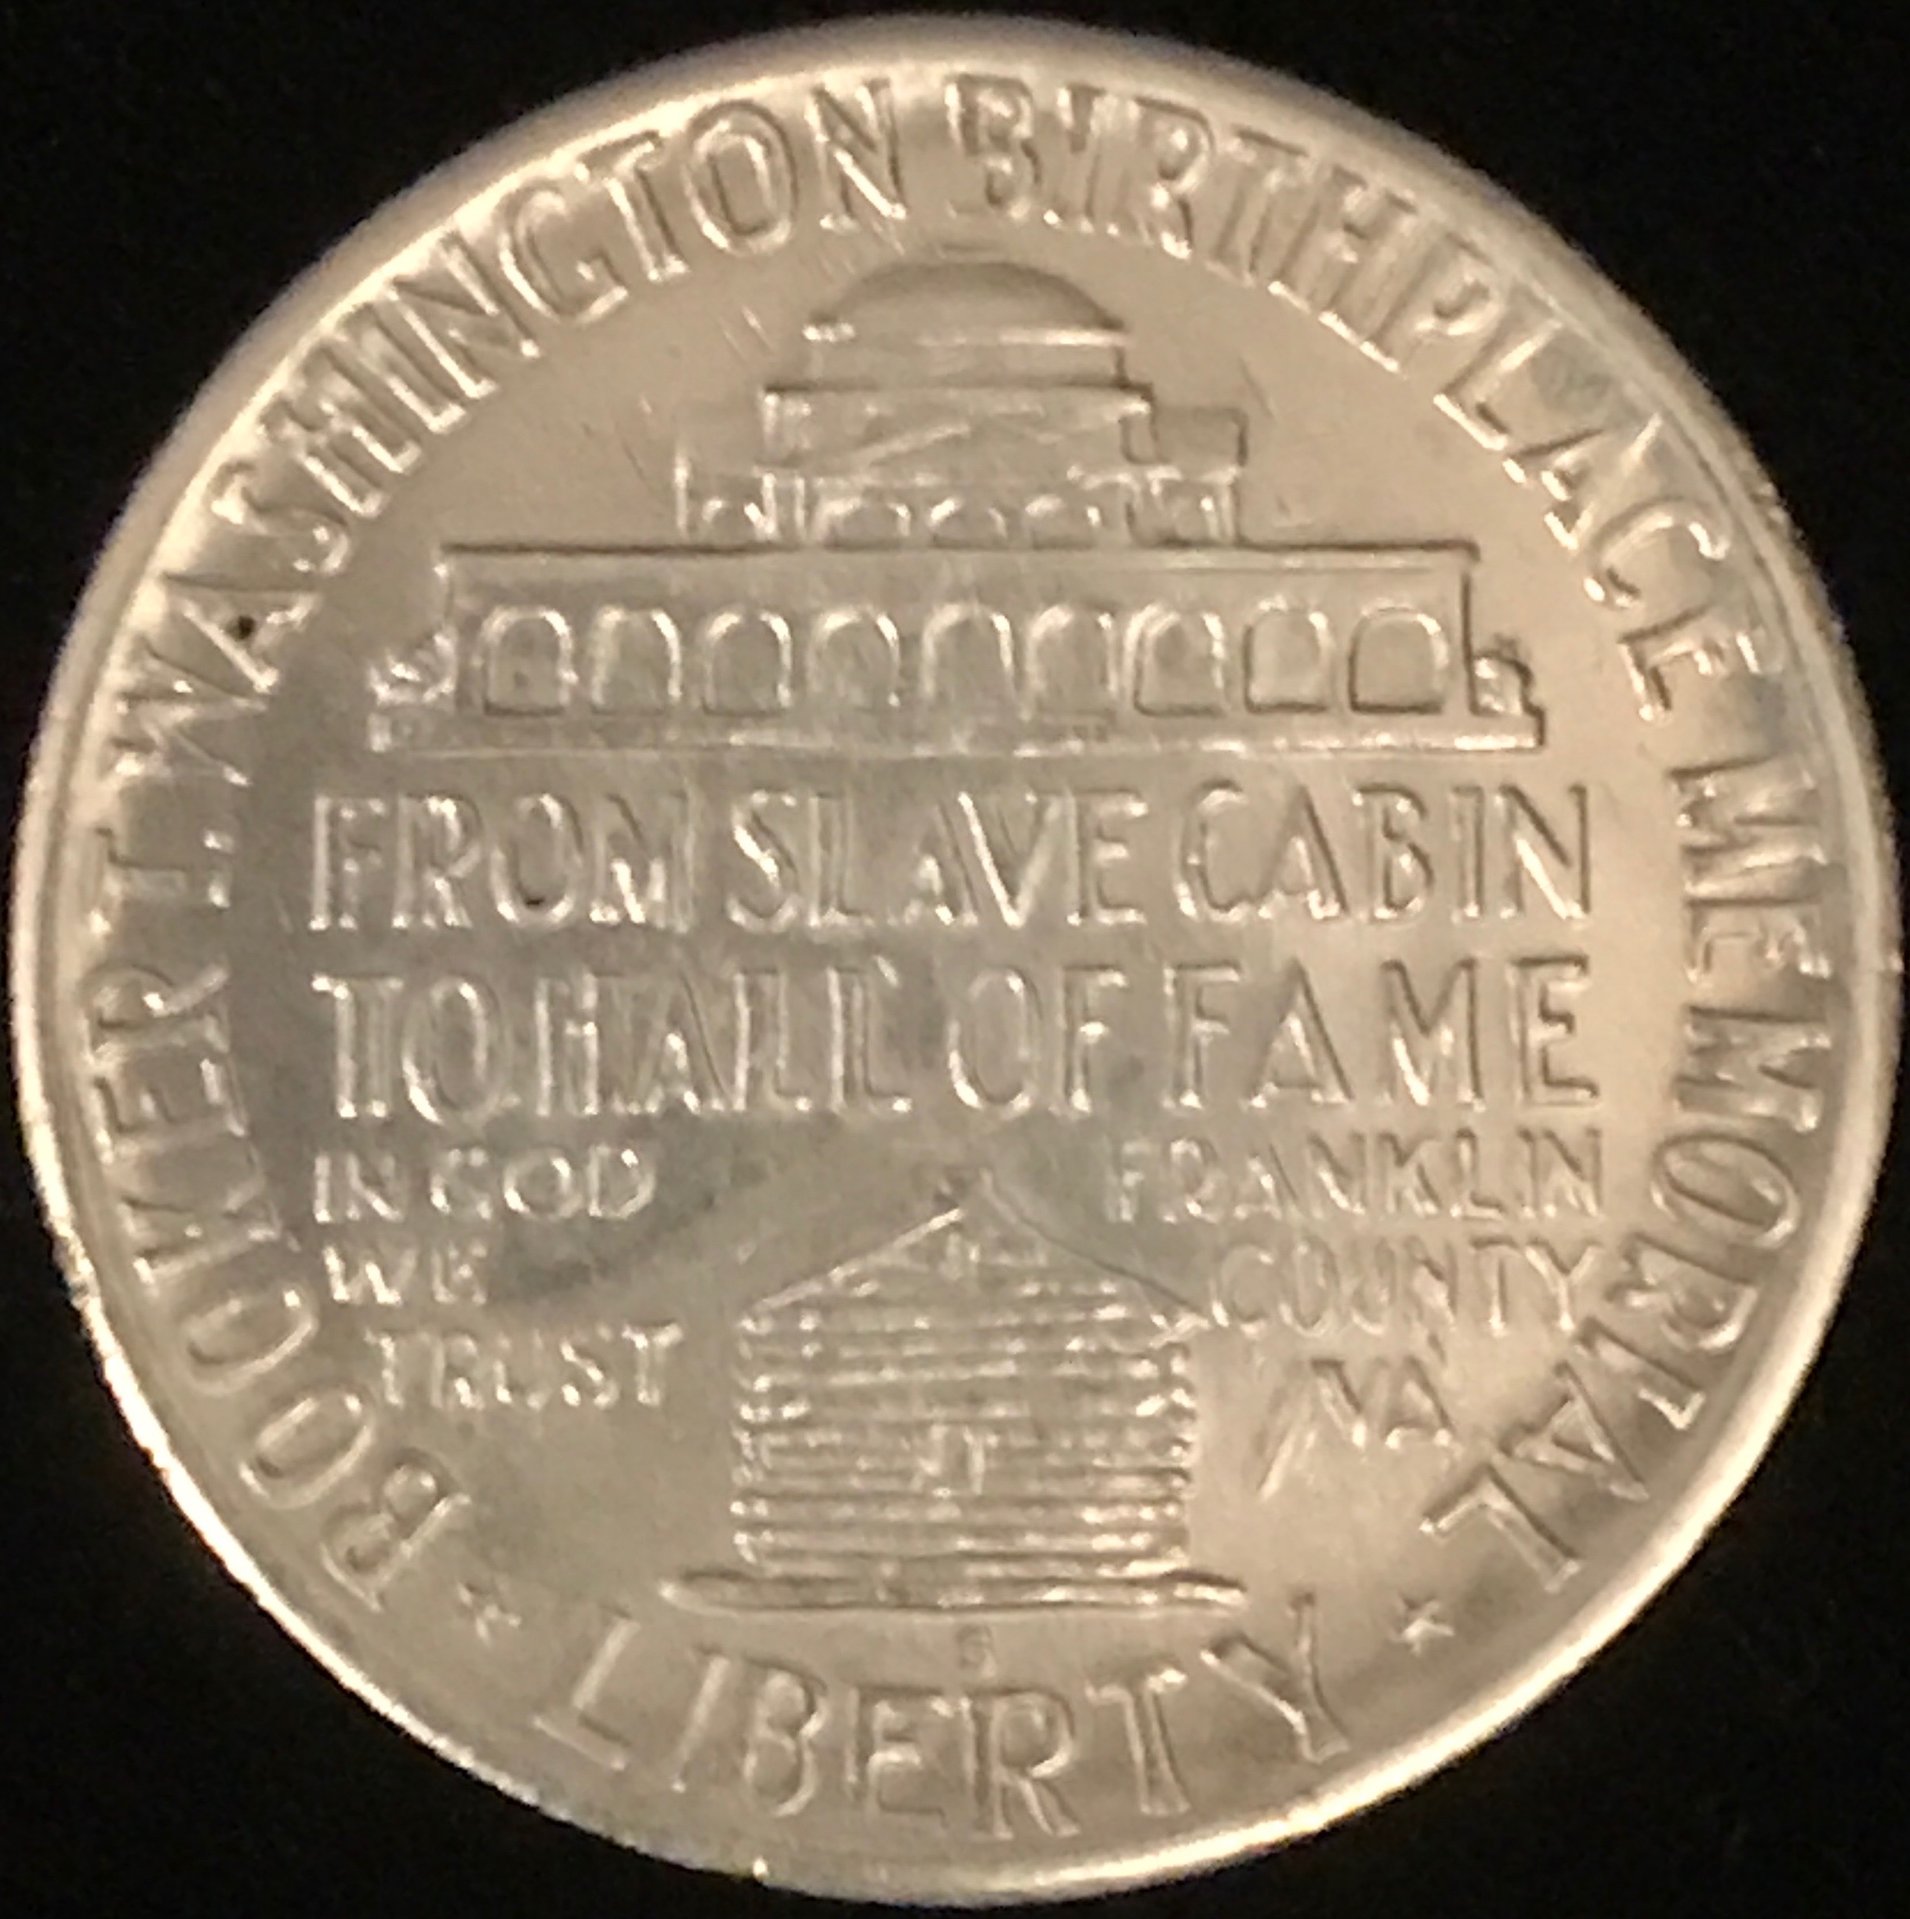 BOOKER T. WASHINGTON BIRTHPLACE MEMORIAL
FROM SLAVE CABIN
TO HALL OF FAME
IN GOD
WE
TRUST
FRANKLIN
COUNTY
VA
S
LIBERTY